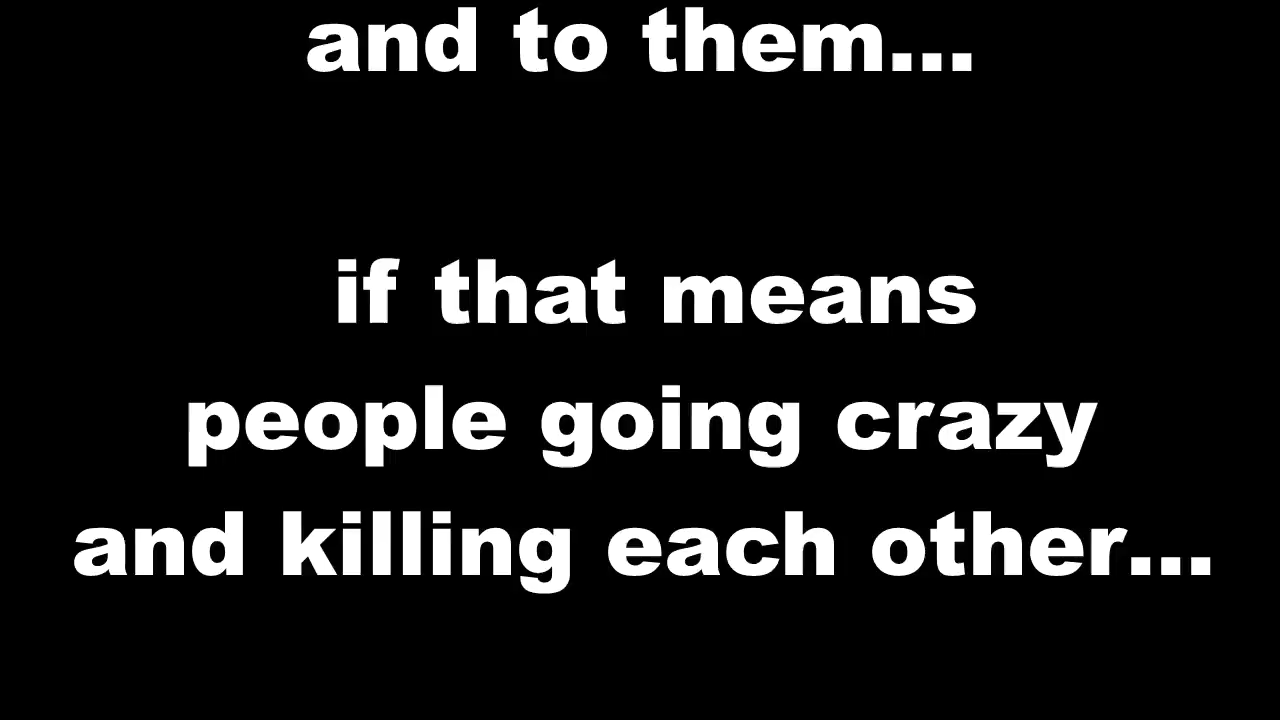 and to them...
if that means
people going crazy
and killing each other...